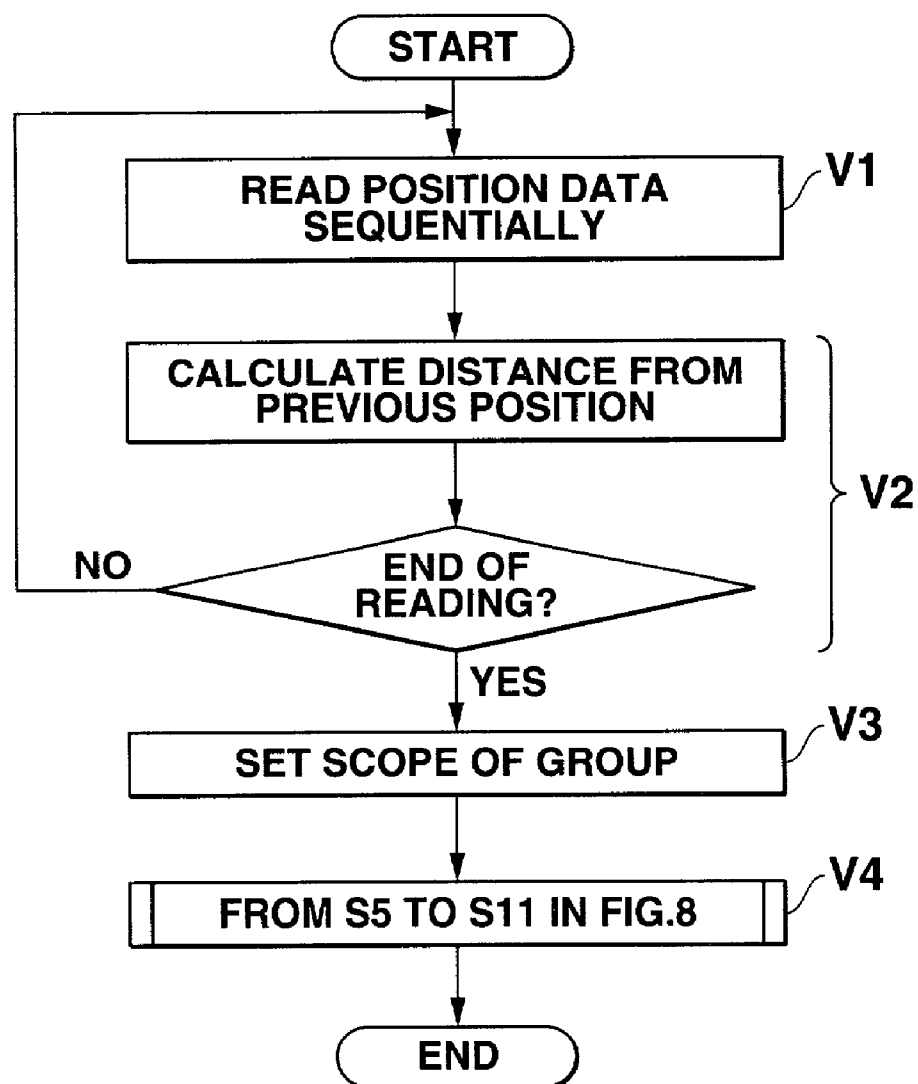 START
READ POSITION DATA
SEQUENTIALLY
V1
CALCULATE DISTANCE FROM
PREVIOUS POSITION
V2
NO
END OF
READING?
YES
SET SCOPE OF GROUP
V3
FROM S5 TO S11 IN FIG.8
V4
END